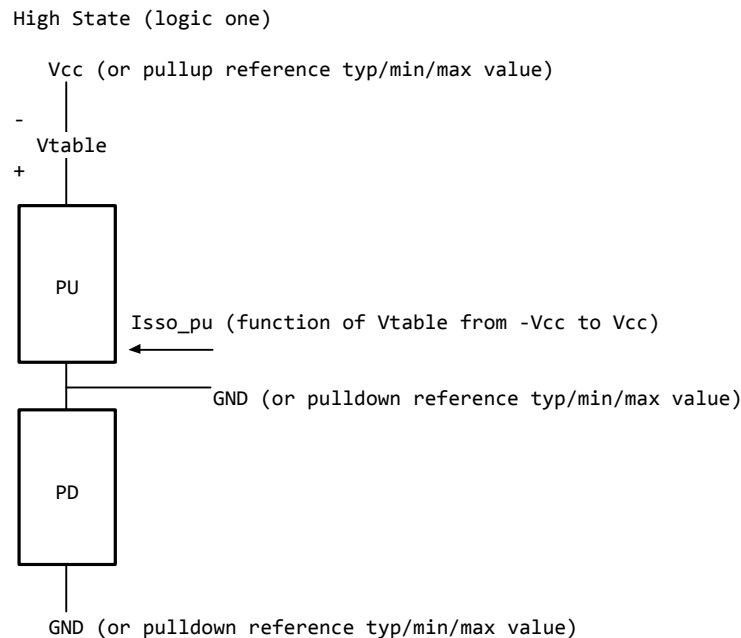 High State (logic one)
Vcc (or pullup reference typ/min/max value)
-
Vtable
+
PU
Isso_pu (function of Vtable from -Vcc to Vcc)
GND (or pulldown reference typ/min/max value)
PD
GND (or pulldown reference typ/min/max value)